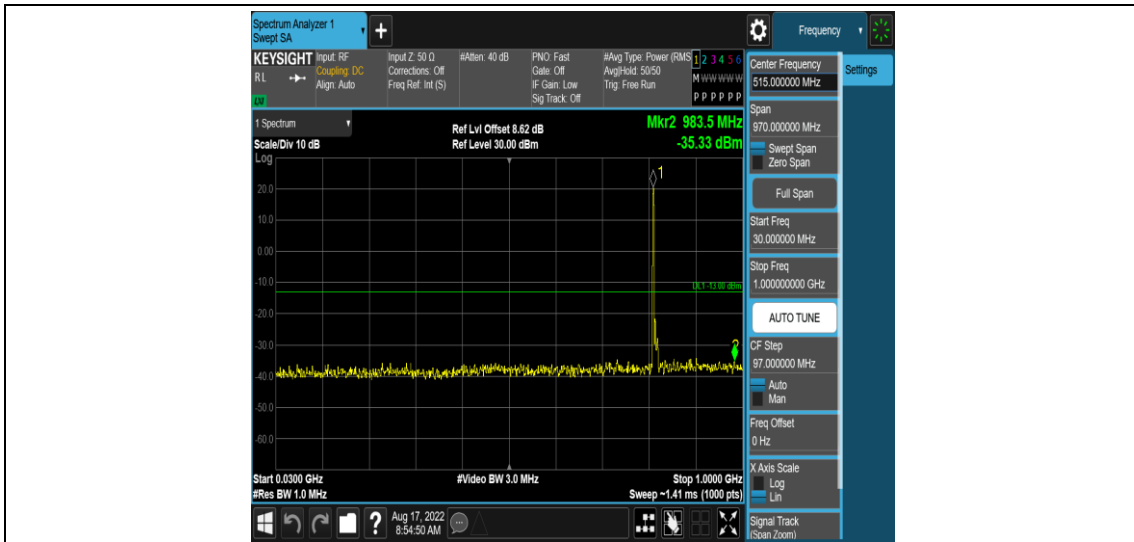 Spectrum Analyzer 1
Swept SA
+
Frequency
KEYSIGHT
RL
LXI
Input: RF
Coupling: DC
Align: Auto
Input Z: 50 Ω
Corrections: Off
Freq Ref: Int (S)
#Atten: 40 dB
PNO: Fast
Gate: Off
IF Gain: Low
Sig Track: Off
#Avg Type: Power (RMS
Avg|Hold: 50/50
Trig: Free Run
1 2 3 4 5 6
M W W W W W
P P P P P P
1 Spectrum
Scale/Div 10 dB
Log
Ref Lvl Offset 8.62 dB
Ref Level 30.00 dBm
Mkr2 983.5 MHz
-35.33 dBm
1
20.0
10.0
0.00
DL1 -13.00 dBm
-10.0
-20.0
-30.0
2
-40.0
-50.0
-60.0
Start 0.0300 GHz
#Res BW 1.0 MHz
#Video BW 3.0 MHz
Stop 1.0000 GHz
Sweep ~1.41 ms (1000 pts)
?
Aug 17, 2022
8:54:50 AM
Center Frequency
515.000000 MHz
Settings
Span
970.000000 MHz
Swept Span
Zero Span
Full Span
Start Freq
30.000000 MHz
Stop Freq
1.000000000 GHz
AUTO TUNE
CF Step
97.000000 MHz
Auto
Man
Freq Offset
0 Hz
X Axis Scale
Log
Lin
Signal Track
(Span Zoom)